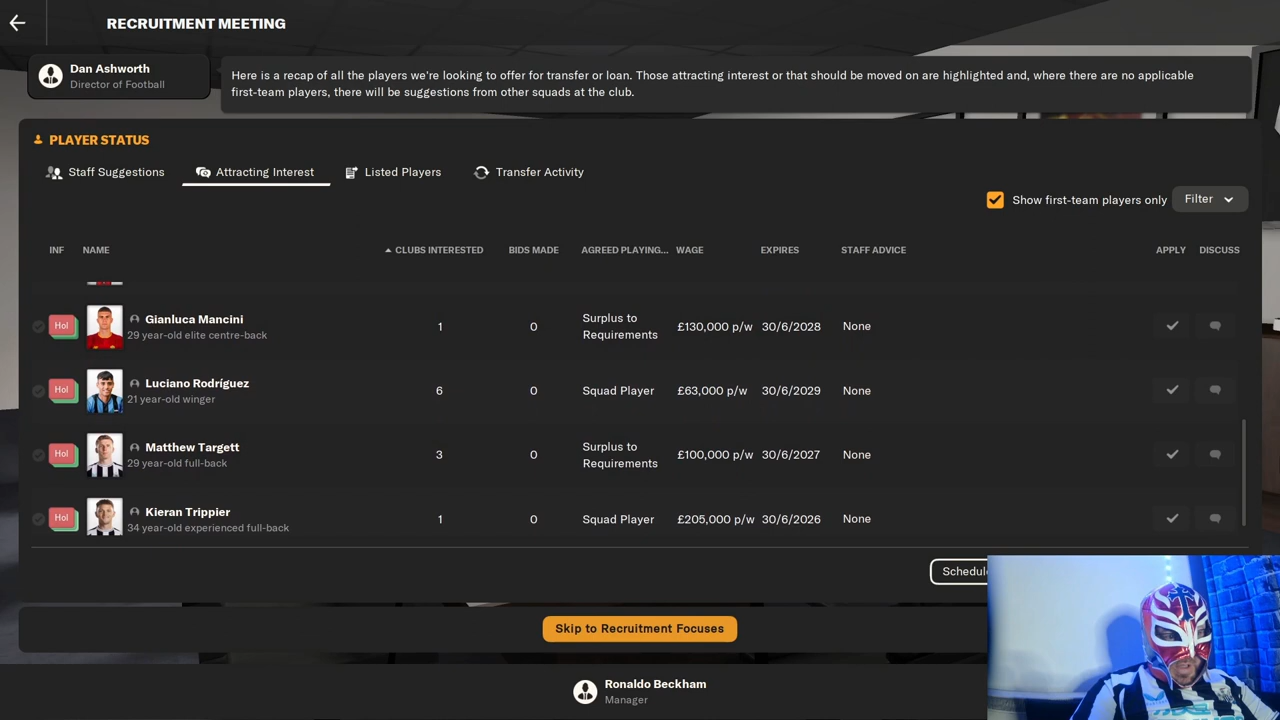 RECRUITMENT MEETING
Dan Ashworth
Director of Football
Here is a recap of all the players we're looking to offer for transfer or loan. Those attracting interest or that should be moved on are highlighted and, where there are no applicable
first-team players, there will be suggestions from other squads at the club.
PLAYER STATUS
Staff Suggestions Attracting Interest Listed Players Transfer Activity
Show first-team players only Filter
INF NAME CLUBS INTERESTED BIDS MADE AGREED PLAYING... WAGE EXPIRES STAFF ADVICE APPLY DISCUSS
Hol Gianluca Mancini 1 0 Surplus to Requirements £130,000 p/w 30/6/2028 None
29 year-old elite centre-back
Hol Luciano Rodríguez 6 0 Squad Player £63,000 p/w 30/6/2029 None
21 year-old winger
Hol Matthew Targett 3 0 Surplus to Requirements £100,000 p/w 30/6/2027 None
29 year-old full-back
Hol Kieran Trippier 1 0 Squad Player £205,000 p/w 30/6/2026 None
34 year-old experienced full-back
Schedul
Skip to Recruitment Focuses
Ronaldo Beckham
Manager